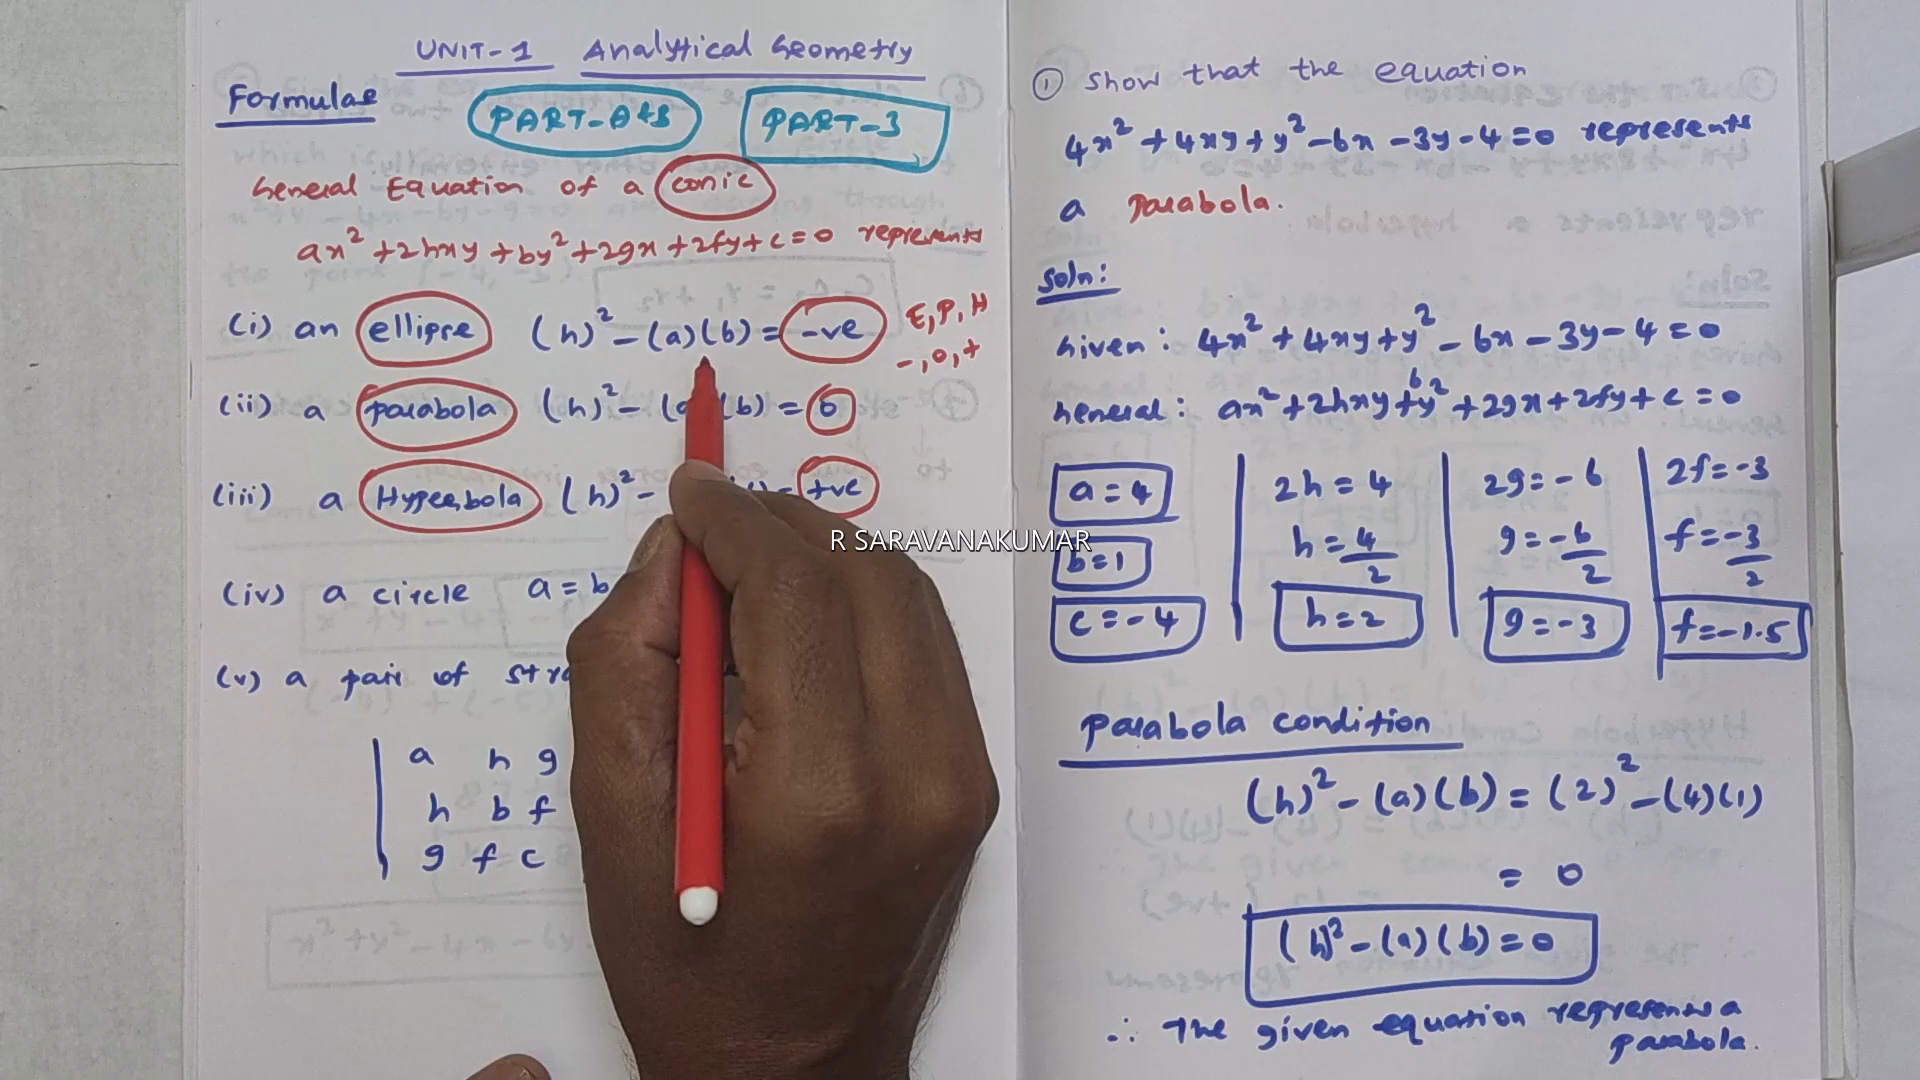 UNIT-1 Analytical Geometry
Formulae
PART-A&B PART-3
General Equation of a conic
ax² + 2hxy + by² + 2gx + 2fy + c = 0 represents
(i) an ellipse (h)² - (a)(b) = -ve
E, P, H
-, 0, +
(ii) a parabola (h)² - (a)(b) = 0
(iii) a Hyperbola (h)² - = +ve
(iv) a circle a = b
(v) a pair of
a h g
h b f
g f c
① Show that the equation
4x² + 4xy + y² - 6x - 3y - 4 = 0 represents
a parabola.
Soln:
Given: 4x² + 4xy + y² - 6x - 3y - 4 = 0
General: ax² + 2hxy + by² + 2gx + 2fy + c = 0
a = 4
b = 1
c = -4
2h = 4
h = 4/2
h = 2
2g = -6
g = -6/2
g = -3
2f = -3
f = -3/2
f = -1.5
Parabola condition
(h)² - (a)(b) = (2)² - (4)(1)
= 0
(h)² - (a)(b) = 0
∴ The given equation represents a
parabola.
R SARAVANAKUMAR